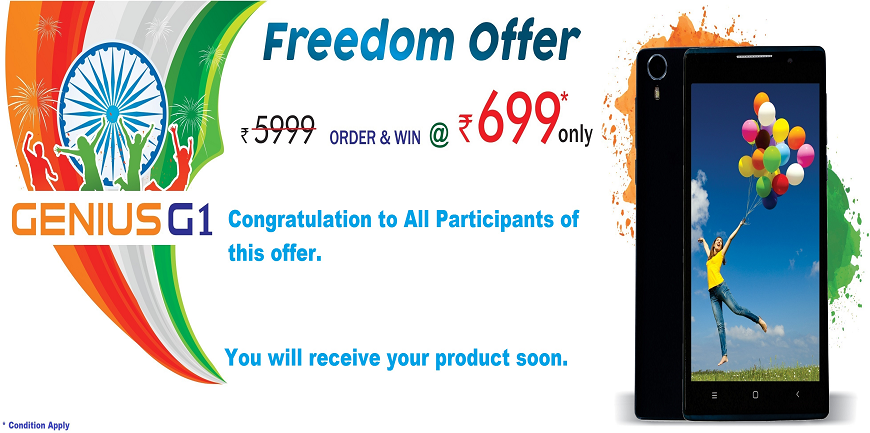 Freedom Offer
₹ 5999 ORDER & WIN @ ₹ 699* only
GENIUS G1
Congratulation to All Participants of
this offer.
You will receive your product soon.
* Condition Apply